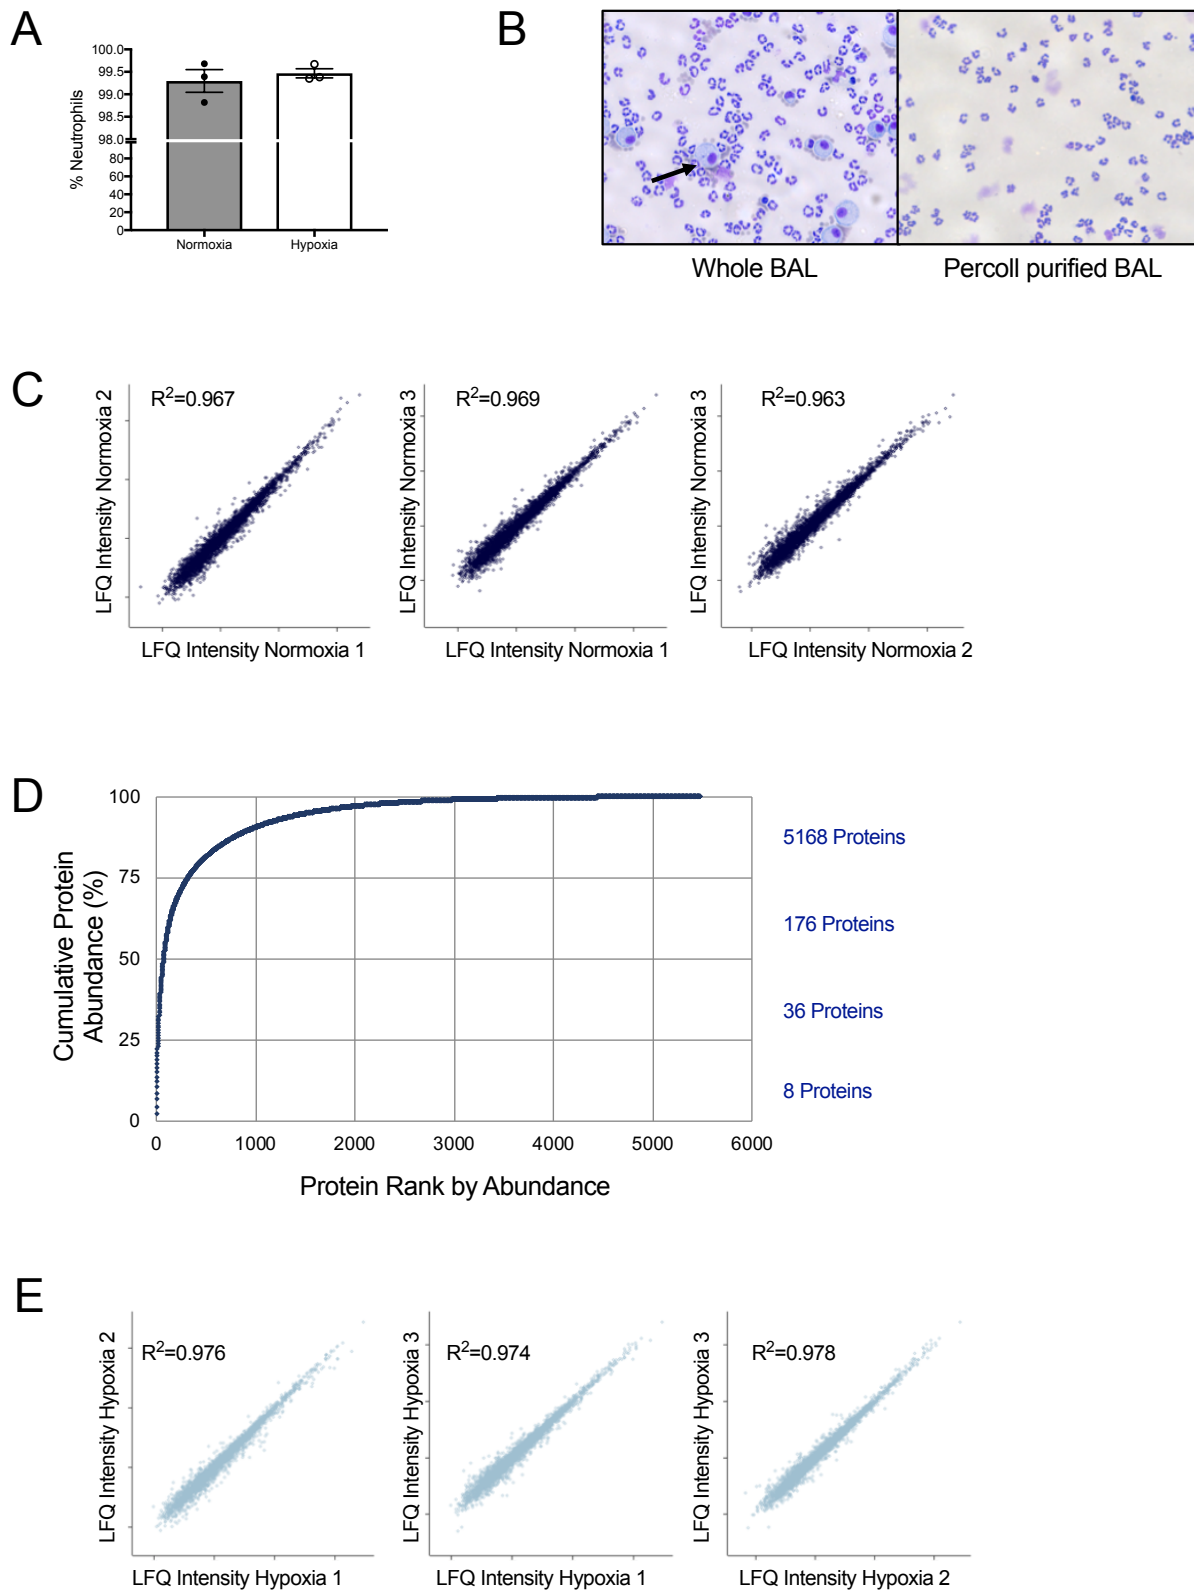 A
% Neutrophils
100.0
99.5
99.0
98.5
98.0
80
60
40
20
0
Normoxia
Hypoxia
B
Whole BAL
Percoll purified BAL
C
LFQ Intensity Normoxia 2
R²=0.967
LFQ Intensity Normoxia 1
LFQ Intensity Normoxia 3
R²=0.969
LFQ Intensity Normoxia 1
LFQ Intensity Normoxia 3
R²=0.963
LFQ Intensity Normoxia 2
D
Cumulative Protein
Abundance (%)
100
75
50
25
0
0 1000 2000 3000 4000 5000 6000
Protein Rank by Abundance
5168 Proteins
176 Proteins
36 Proteins
8 Proteins
E
LFQ Intensity Hypoxia 2
R²=0.976
LFQ Intensity Hypoxia 1
LFQ Intensity Hypoxia 3
R²=0.974
LFQ Intensity Hypoxia 1
LFQ Intensity Hypoxia 3
R²=0.978
LFQ Intensity Hypoxia 2